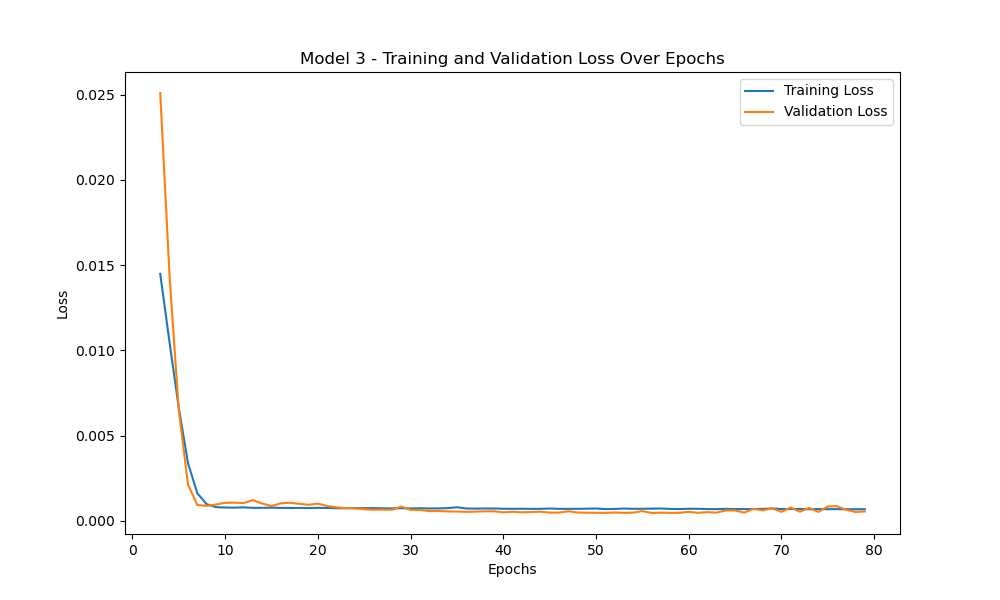 Model 3 - Training and Validation Loss Over Epochs
Training Loss
Validation Loss
0.025
0.020
0.015
0.010
0.005
0.000
Loss
0 10 20 30 40 50 60 70 80
Epochs